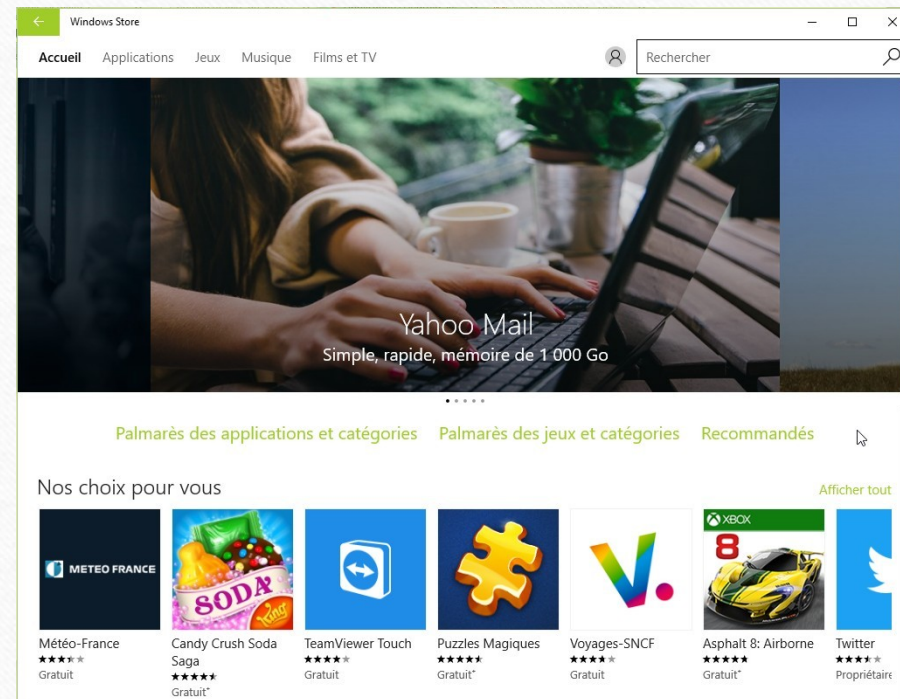 Windows Store
Accueil Applications Jeux Musique Films et TV Rechercher
Yahoo Mail
Simple, rapide, mémoire de 1 000 Go
Palmarès des applications et catégories Palmarès des jeux et catégories Recommandés
Nos choix pour vous Afficher tout
METEO FRANCE
SODA
King
V.
XBOX
8
Météo-France
Gratuit
Candy Crush Soda
Saga
Gratuit*
TeamViewer Touch
Gratuit
Puzzles Magiques
Gratuit*
Voyages-SNCF
Gratuit
Asphalt 8: Airborne
Gratuit*
Twitter
Propriétaire